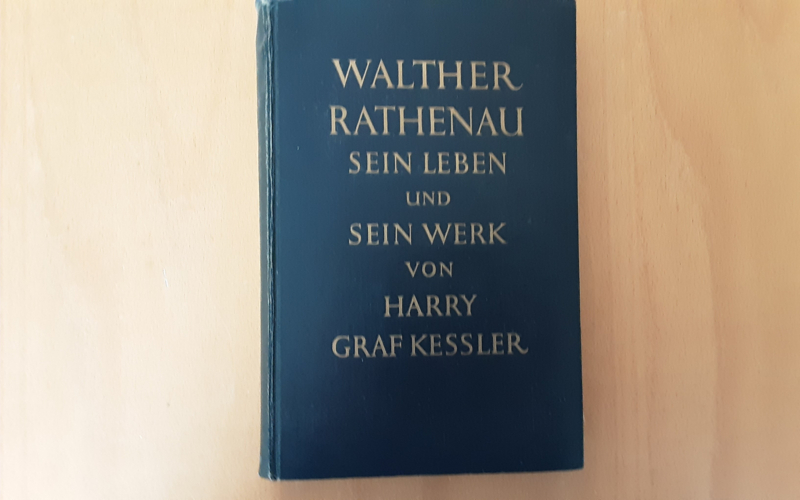 WALTHER
RATHENAU
SEIN LEBEN
UND
SEIN WERK
VON
HARRY
GRAF KESSLER